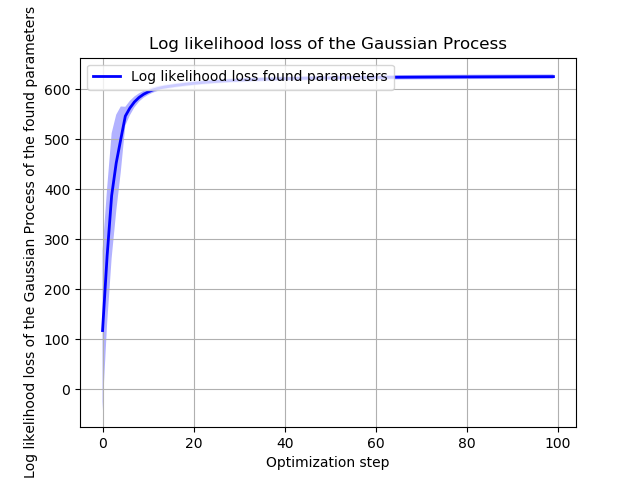 Log likelihood loss of the Gaussian Process
Log likelihood loss found parameters
Log likelihood loss of the Gaussian Process of the found parameters
600
500
400
300
200
100
0
0 20 40 60 80 100
Optimization step